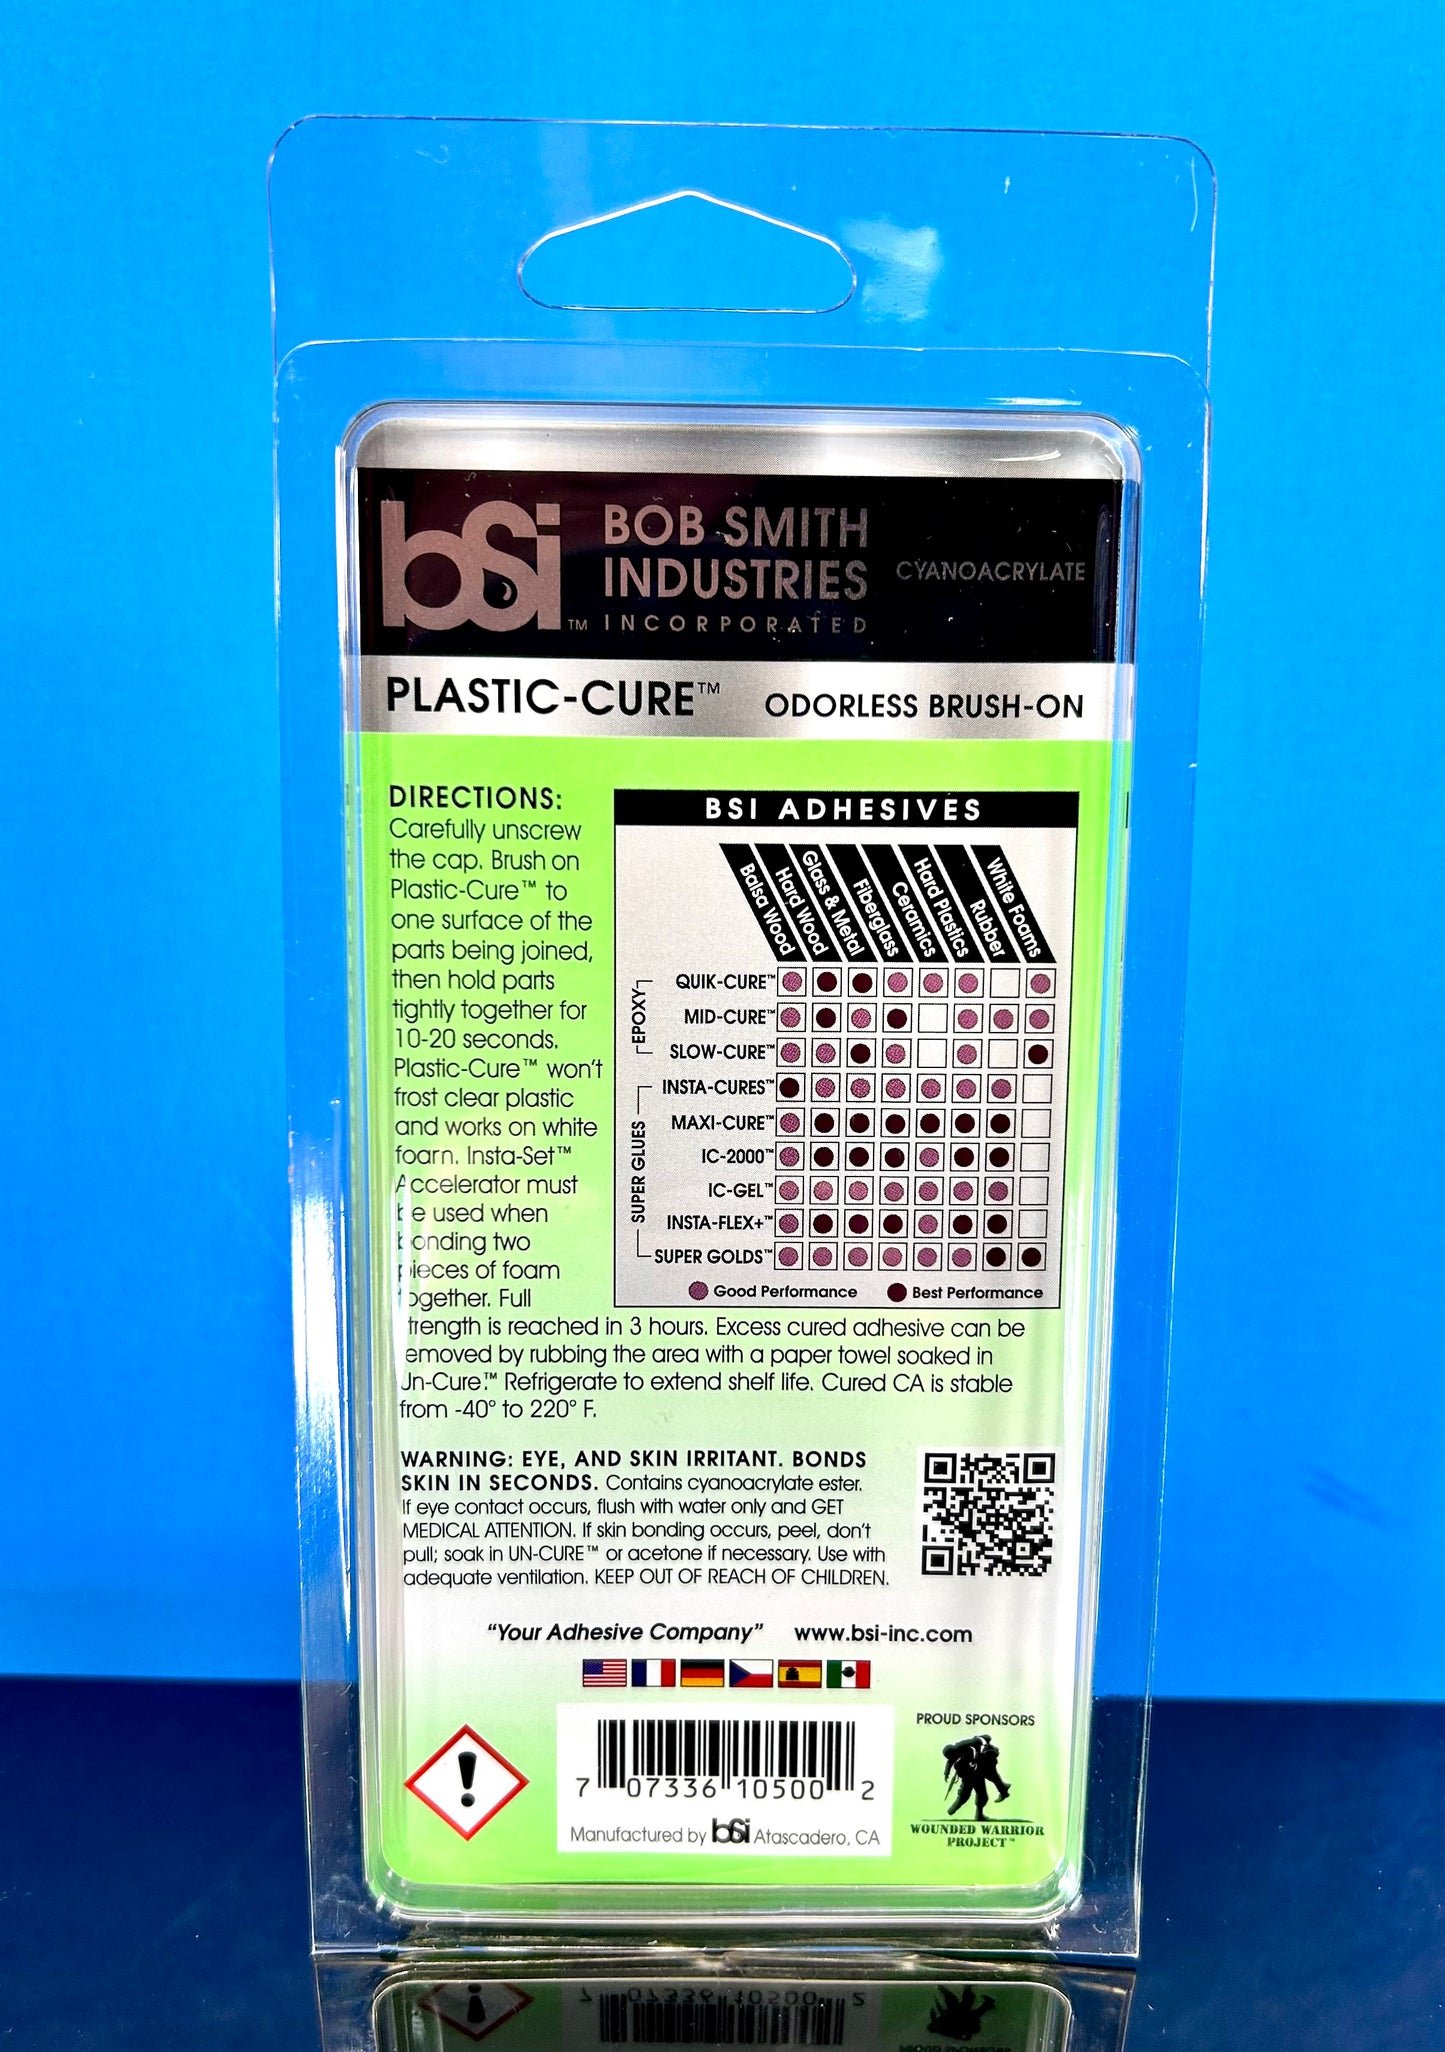 bSi
BOB SMITH
INDUSTRIES
™ INCORPORATED
CYANOACRYLATE
PLASTIC-CURE™ ODORLESS BRUSH-ON
DIRECTIONS:
Carefully unscrew
the cap. Brush on
Plastic-Cure™ to
one surface of the
parts being joined,
then hold parts
tightly together for
10-20 seconds.
Plastic-Cure™ won't
frost clear plastic
and works on white
foam. Insta-Set™
Accelerator must
be used when
bonding two
pieces of foam
together. Full
strength is reached in 3 hours. Excess cured adhesive can be
removed by rubbing the area with a paper towel soaked in
Un-Cure.™ Refrigerate to extend shelf life. Cured CA is stable
from -40° to 220° F.
BSI ADHESIVES
Balsa Wood
Hard Wood
Glass & Metal
Fiberglass
Ceramics
Hard Plastics
Rubber
White Foams
EPOXY
QUIK-CURE™
MID-CURE™
SLOW-CURE™
SUPER GLUES
INSTA-CURES™
MAXI-CURE™
IC-2000™
IC-GEL™
INSTA-FLEX+™
SUPER GOLDS™
Good Performance Best Performance
WARNING: EYE, AND SKIN IRRITANT. BONDS
SKIN IN SECONDS. Contains cyanoacrylate ester.
If eye contact occurs, flush with water only and GET
MEDICAL ATTENTION. If skin bonding occurs, peel, don't
pull; soak in UN-CURE™ or acetone if necessary. Use with
adequate ventilation. KEEP OUT OF REACH OF CHILDREN.
"Your Adhesive Company" www.bsi-inc.com
7 07336 10500 2
Manufactured by bSi Atascadero, CA
PROUD SPONSORS
WOUNDED WARRIOR
PROJECT™